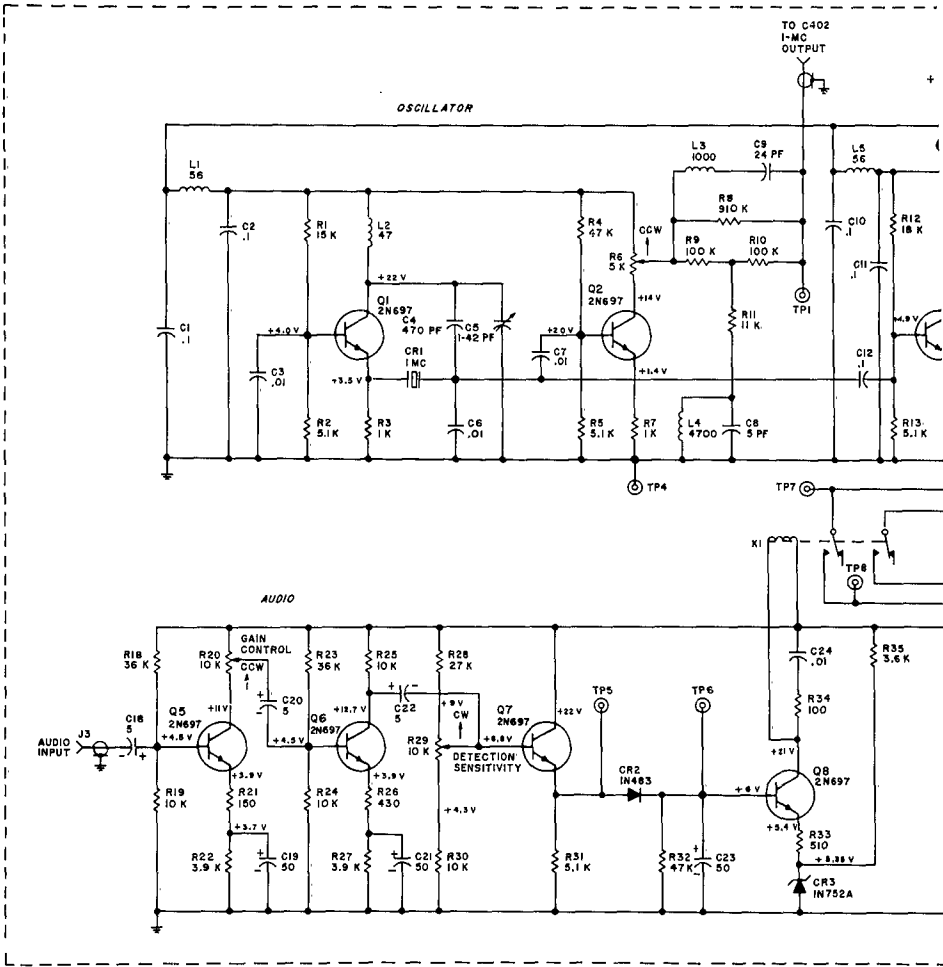 TO C402
1-MC
OUTPUT
+
OSCILLATOR
L1
56
C2
.1
R1
15 K
L2
47
R4
47 K
R6
5 K
CCW
L3
1000
C9
24 PF
R8
910 K
R9
100 K
R10
100 K
C10
.1
L5
56
R12
18 K
C11
.1
+22 V
Q1
2N697
C4
470 PF
C5
1-42 PF
Q2
2N697
+14 V
R11
11 K
TP1
C1
.1
+4.0 V
C3
.01
+3.5 V
CR1
1 MC
+2.0 V
C7
.01
+1.4 V
C12
.1
+4.9 V
R2
5.1 K
R3
1 K
C6
.01
R5
5.1 K
R7
1 K
L4
4700
C8
5 PF
R13
5.1 K
TP4
TP7
K1
TP8
AUDIO
R18
36 K
R20
10 K
GAIN
CONTROL
CCW
R23
36 K
R25
10 K
R28
27 K
C24
.01
R35
3.6 K
C20
5
+ -
+11 V
Q5
2N697
+12.7 V
Q6
2N697
+ -
C22
5
+9 V
CW
Q7
2N697
+22 V
TP5
TP6
R34
100
AUDIO
INPUT
J3
C18
5
- +
+4.8 V
+4.5 V
R29
10 K
+8.8 V
DETECTION
SENSITIVITY
+21 V
Q8
2N697
R19
10 K
+3.9 V
R21
150
R24
10 K
+3.9 V
R26
430
+4.3 V
CR2
1N483
+6 V
+5.4 V
R33
510
+3.7 V
R22
3.9 K
C19
50
-
R27
3.9 K
C21
50
-
R30
10 K
R31
5.1 K
R32
47 K
+
C23
50
-
CR3
1N752A